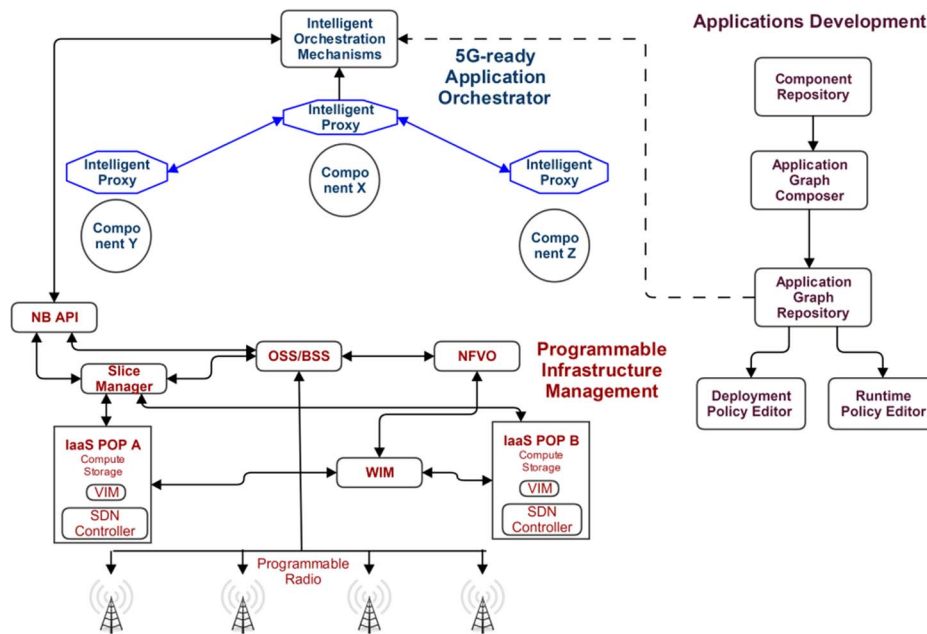 Applications Development
Intelligent
Orchestration
Mechanisms
5G-ready
Application
Orchestrator
Component
Repository
Intelligent
Proxy
Intelligent
Proxy
Intelligent
Proxy
Compo
nent X
Application
Graph
Composer
Compo
nent Y
Compo
nent Z
Application
Graph
Repository
NB API
OSS/BSS
NFVO
Programmable
Infrastructure
Management
Slice
Manager
Deployment
Policy Editor
Runtime
Policy Editor
IaaS POP A
Compute
Storage
VIM
SDN
Controller
WIM
IaaS POP B
Compute
Storage
VIM
SDN
Controller
Programmable
Radio